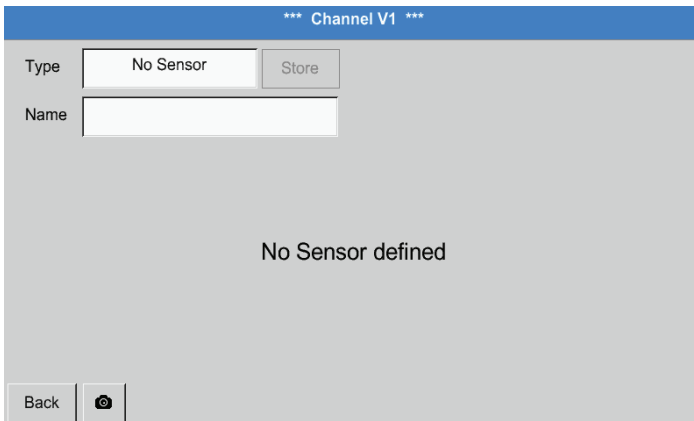 *** Channel V1 ***
Type No Sensor Store
Name
No Sensor defined
Back